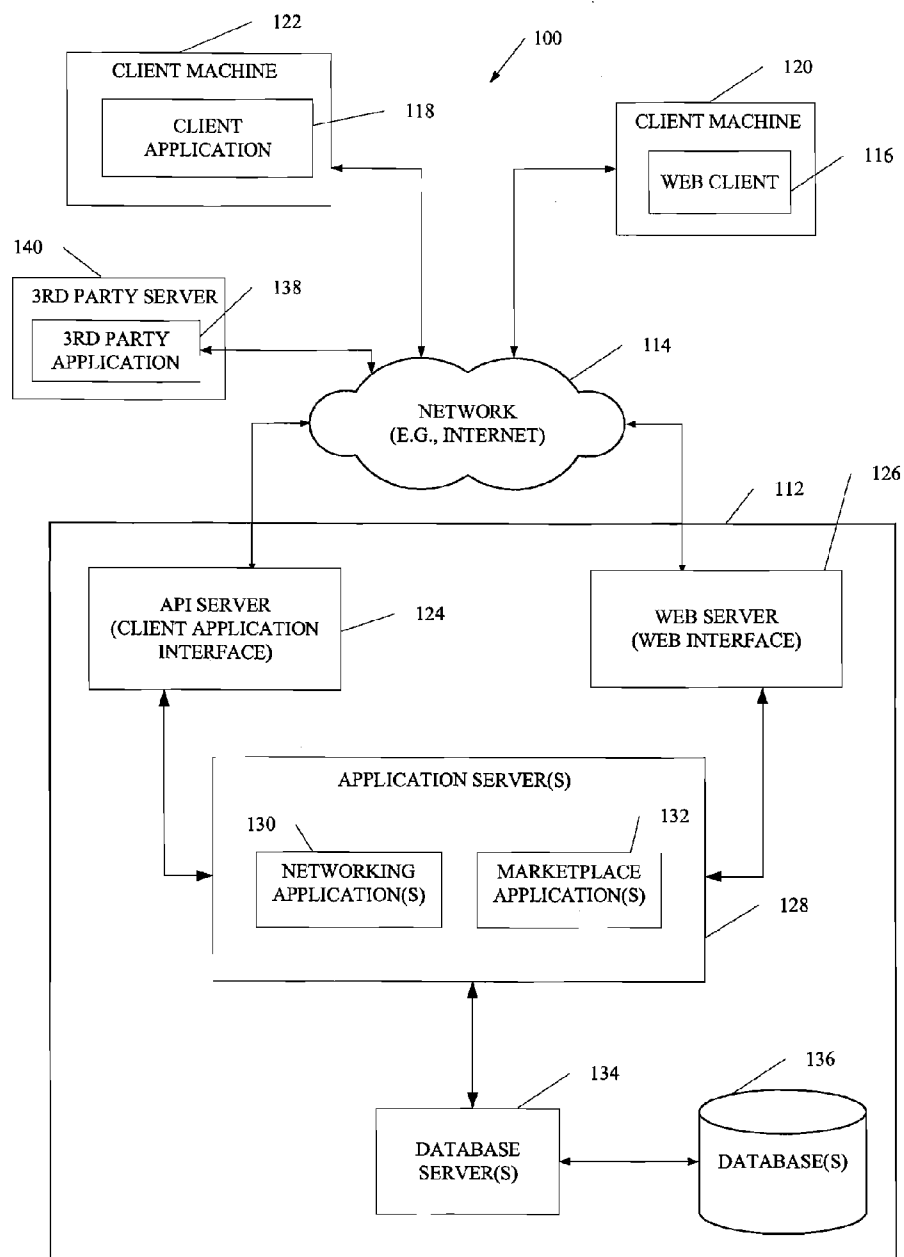 122
100
CLIENT MACHINE
118
CLIENT
APPLICATION
120
CLIENT MACHINE
116
WEB CLIENT
140
3RD PARTY SERVER
138
3RD PARTY
APPLICATION
114
NETWORK
(E.G., INTERNET)
112
126
API SERVER
(CLIENT APPLICATION
INTERFACE)
124
WEB SERVER
(WEB INTERFACE)
APPLICATION SERVER(S)
130
NETWORKING
APPLICATION(S)
132
MARKETPLACE
APPLICATION(S)
128
134
DATABASE
SERVER(S)
136
DATABASE(S)